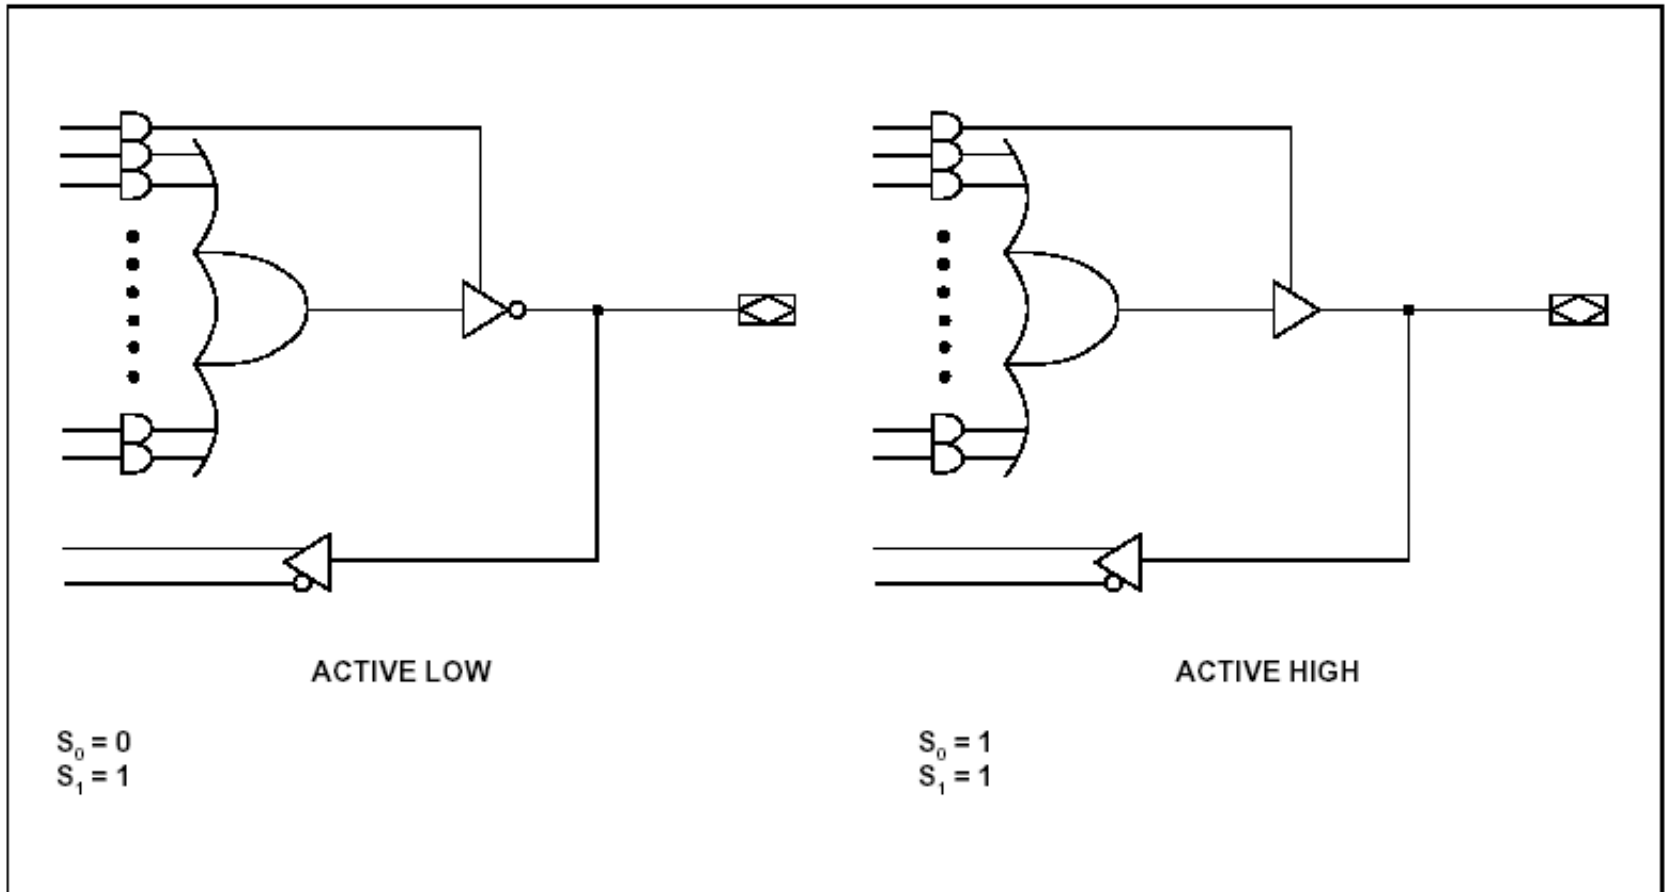 ACTIVE LOW
ACTIVE HIGH
S₀ = 0
S₁ = 1
S₀ = 1
S₁ = 1